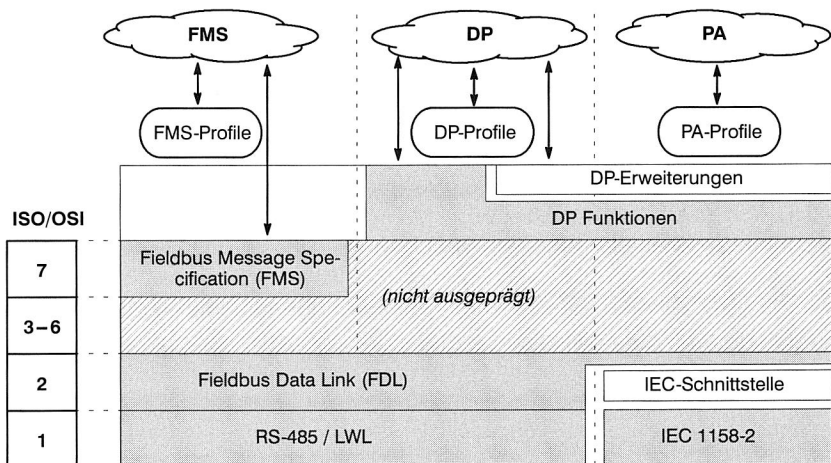 FMS
DP
PA
FMS-Profile
DP-Profile
PA-Profile
DP-Erweiterungen
ISO/OSI
DP Funktionen
7
Fieldbus Message Spe-
cification (FMS)
(nicht ausgeprägt)
3–6
2
Fieldbus Data Link (FDL)
IEC-Schnittstelle
1
RS-485 / LWL
IEC 1158-2